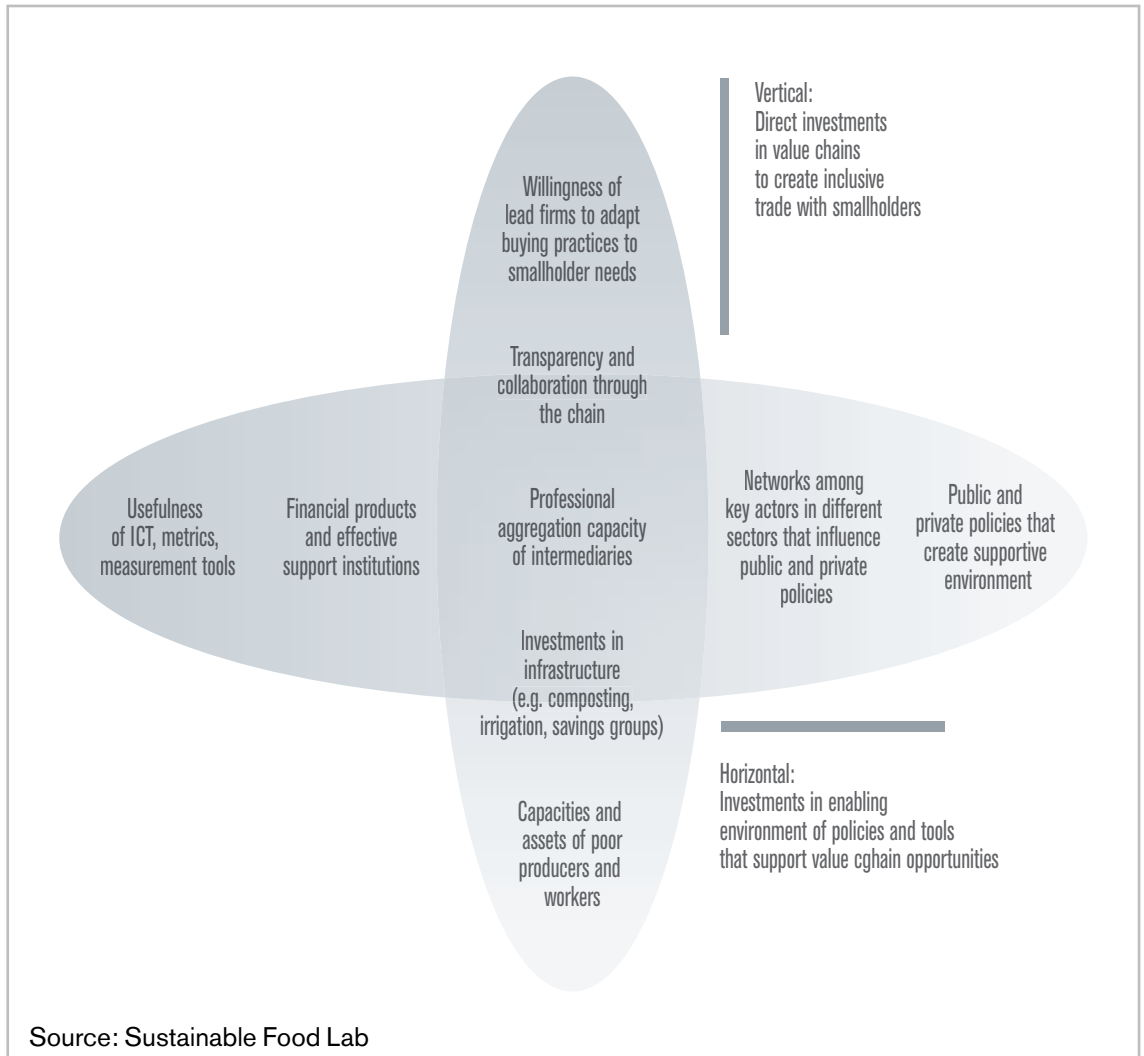 Vertical:
Direct investments
in value chains
to create inclusive
trade with smallholders
Willingness of
lead firms to adapt
buying practices to
smallholder needs
Transparency and
collaboration through
the chain
Usefulness
of ICT, metrics,
measurement tools
Financial products
and effective
support institutions
Professional
aggregation capacity
of intermediaries
Networks among
key actors in different
sectors that influence
public and private
policies
Public and
private policies that
create supportive
environment
Investments in
infrastructure
(e.g. composting,
irrigation, savings groups)
Horizontal:
Investments in enabling
environment of policies and tools
that support value cghain opportunities
Capacities and
assets of poor
producers and
workers
Source: Sustainable Food Lab